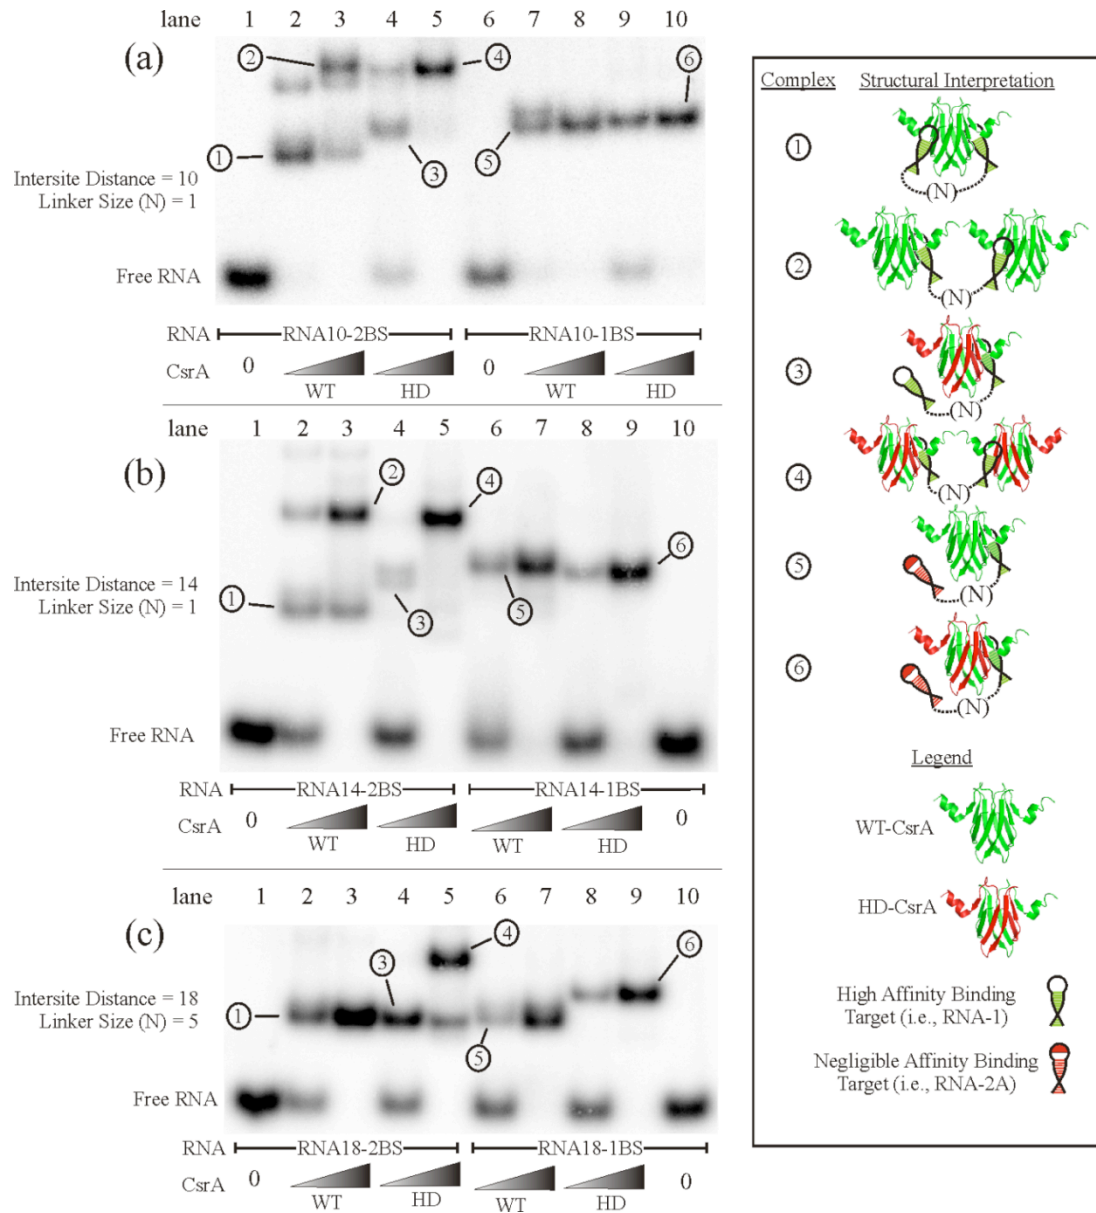 lane 1 2 3 4 5 6 7 8 9 10
(a)
2
4
6
1
5
3
Intersite Distance = 10
Linker Size (N) = 1
Free RNA
RNA RNA10-2BS RNA10-1BS
CsrA 0 0
WT HD WT HD
lane 1 2 3 4 5 6 7 8 9 10
(b)
2
4
6
1
3
5
Intersite Distance = 14
Linker Size (N) = 1
Free RNA
RNA RNA14-2BS RNA14-1BS
CsrA 0 0
WT HD WT HD
lane 1 2 3 4 5 6 7 8 9 10
(c)
3
4
6
1
5
Intersite Distance = 18
Linker Size (N) = 5
Free RNA
RNA RNA18-2BS RNA18-1BS
CsrA 0 0
WT HD WT HD
Complex Structural Interpretation
1
(N)
2
(N)
3
(N)
4
(N)
5
(N)
6
(N)
Legend
WT-CsrA
HD-CsrA
High Affinity Binding
Target (i.e., RNA-1)
Negligible Affinity Binding
Target (i.e., RNA-2A)